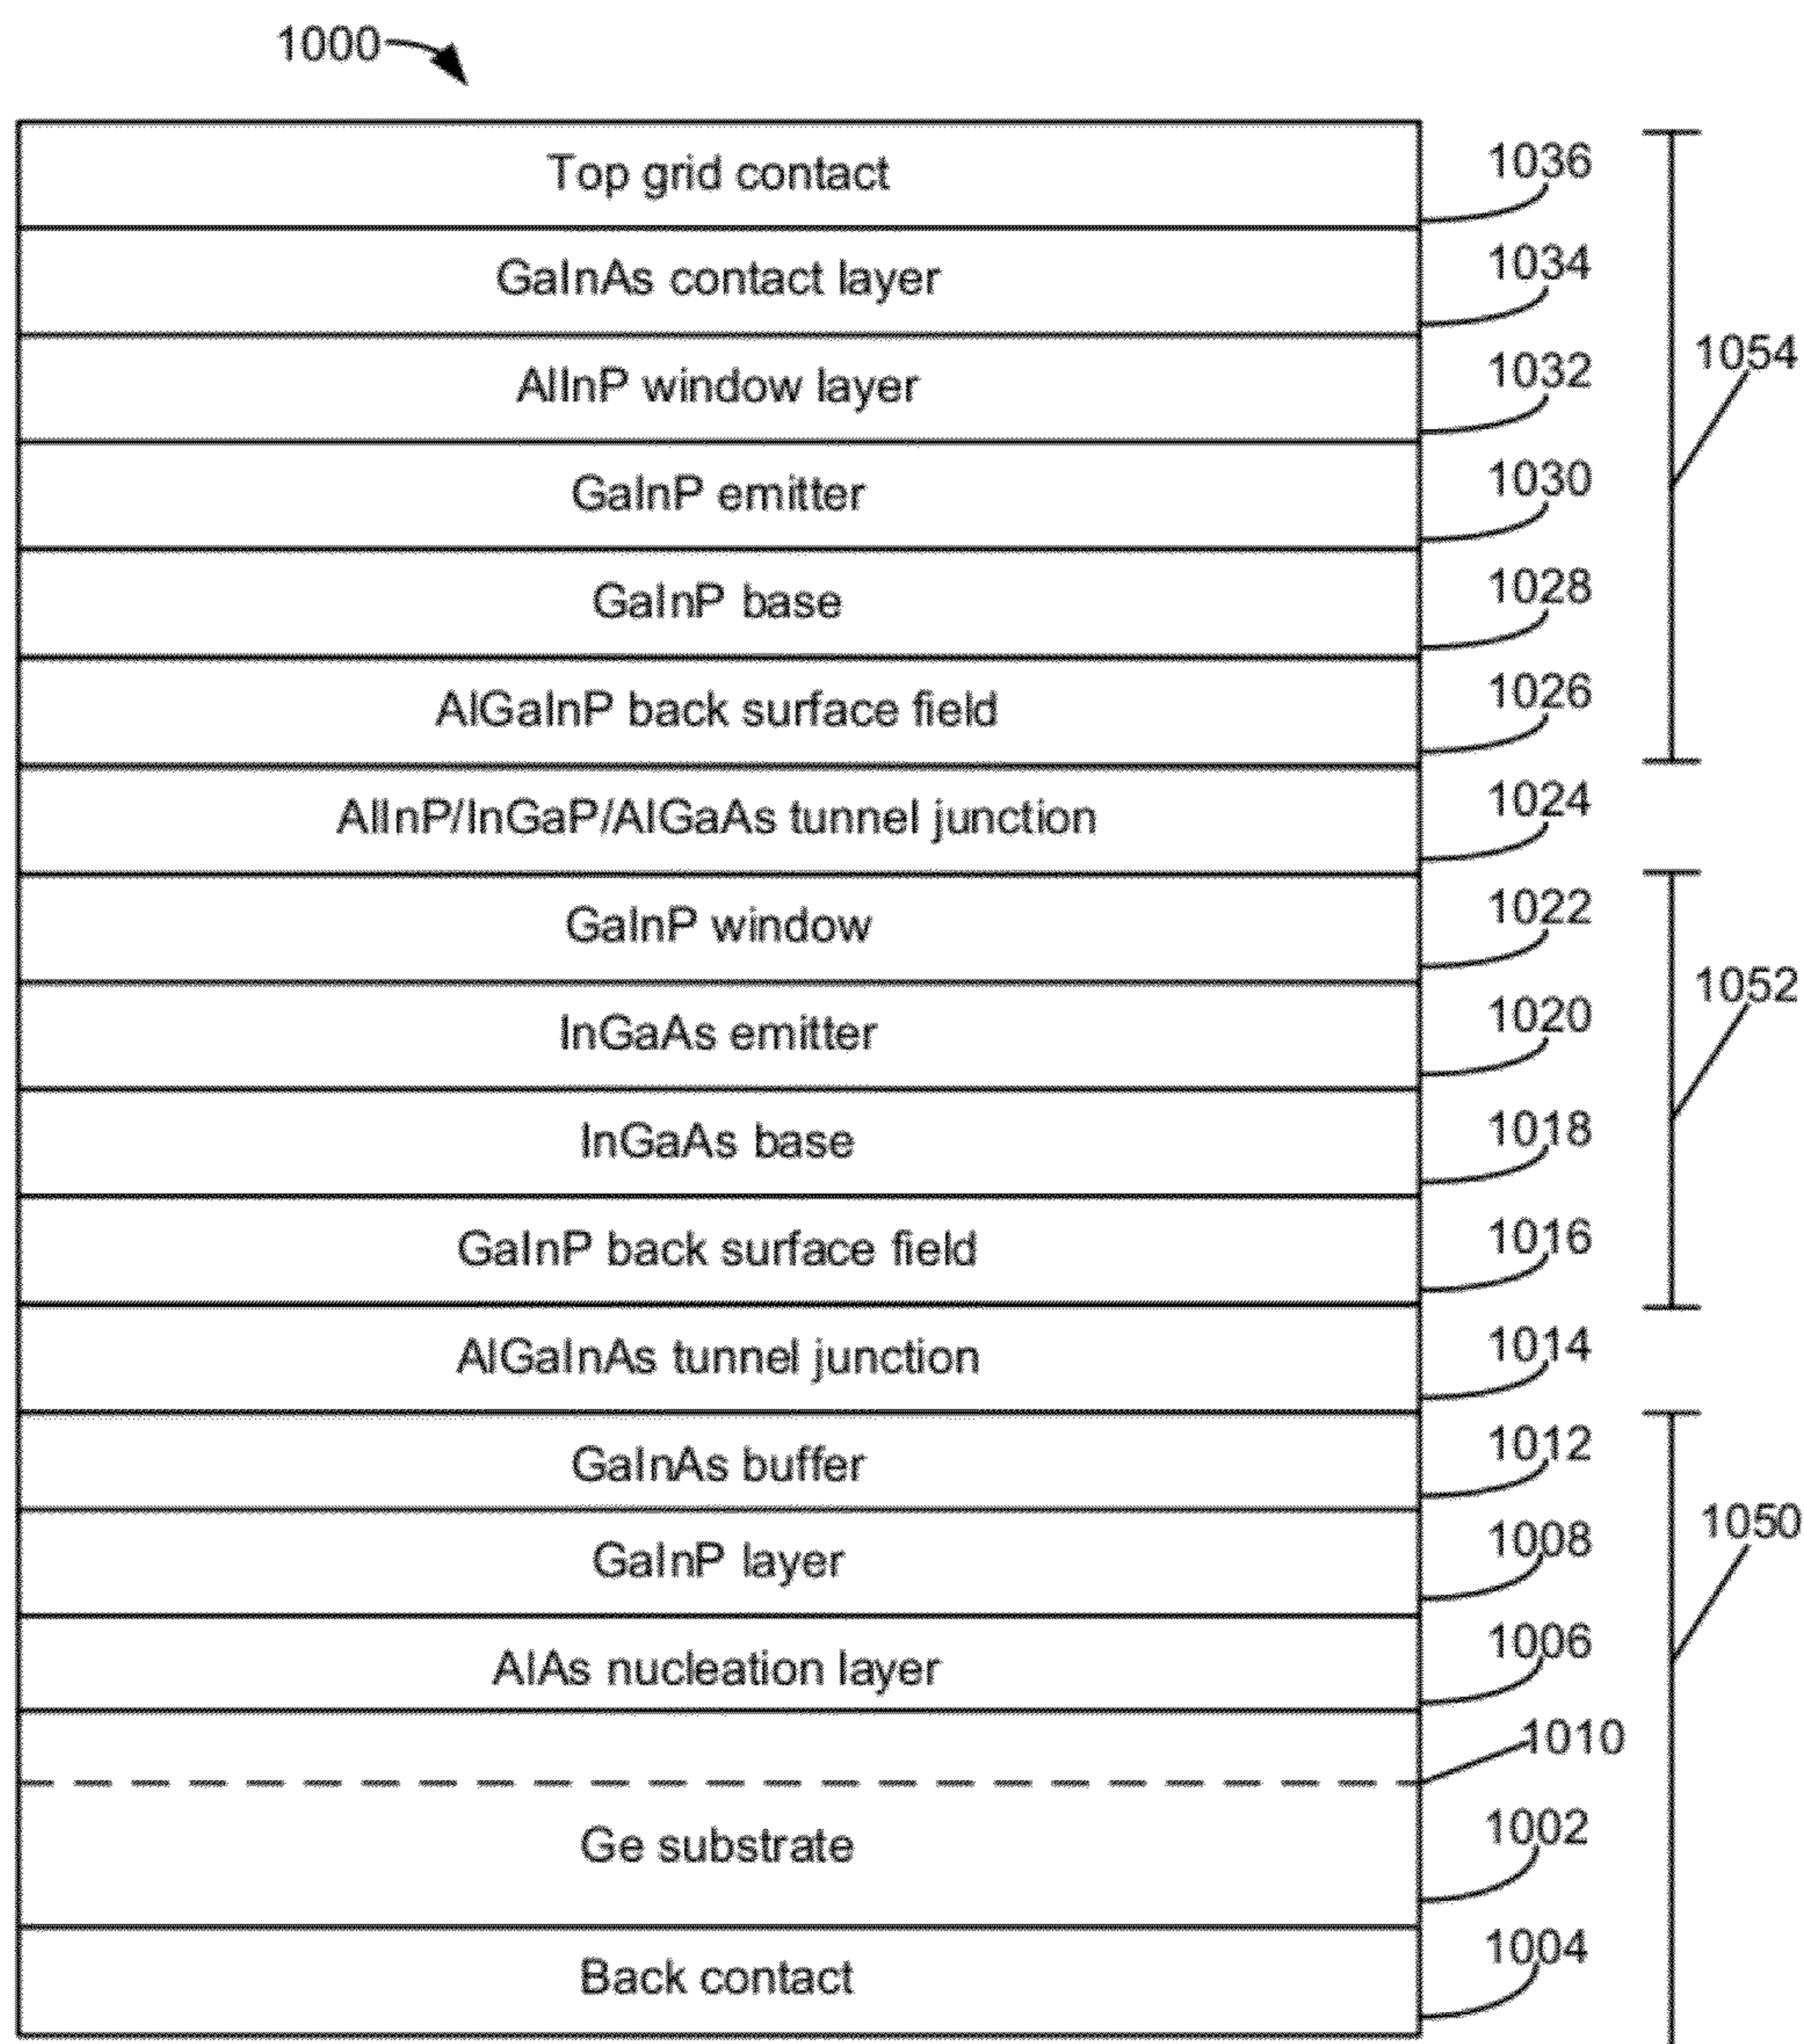 1000
Top grid contact 1036
GaInAs contact layer 1034
1054
AlInP window layer 1032
GaInP emitter 1030
GaInP base 1028
AlGaInP back surface field 1026
AlInP/InGaP/AlGaAs tunnel junction 1024
GaInP window 1022
1052
InGaAs emitter 1020
InGaAs base 1018
GaInP back surface field 1016
AlGaInAs tunnel junction 1014
GaInAs buffer 1012
1050
GaInP layer 1008
AlAs nucleation layer 1006
1010
Ge substrate 1002
Back contact 1004